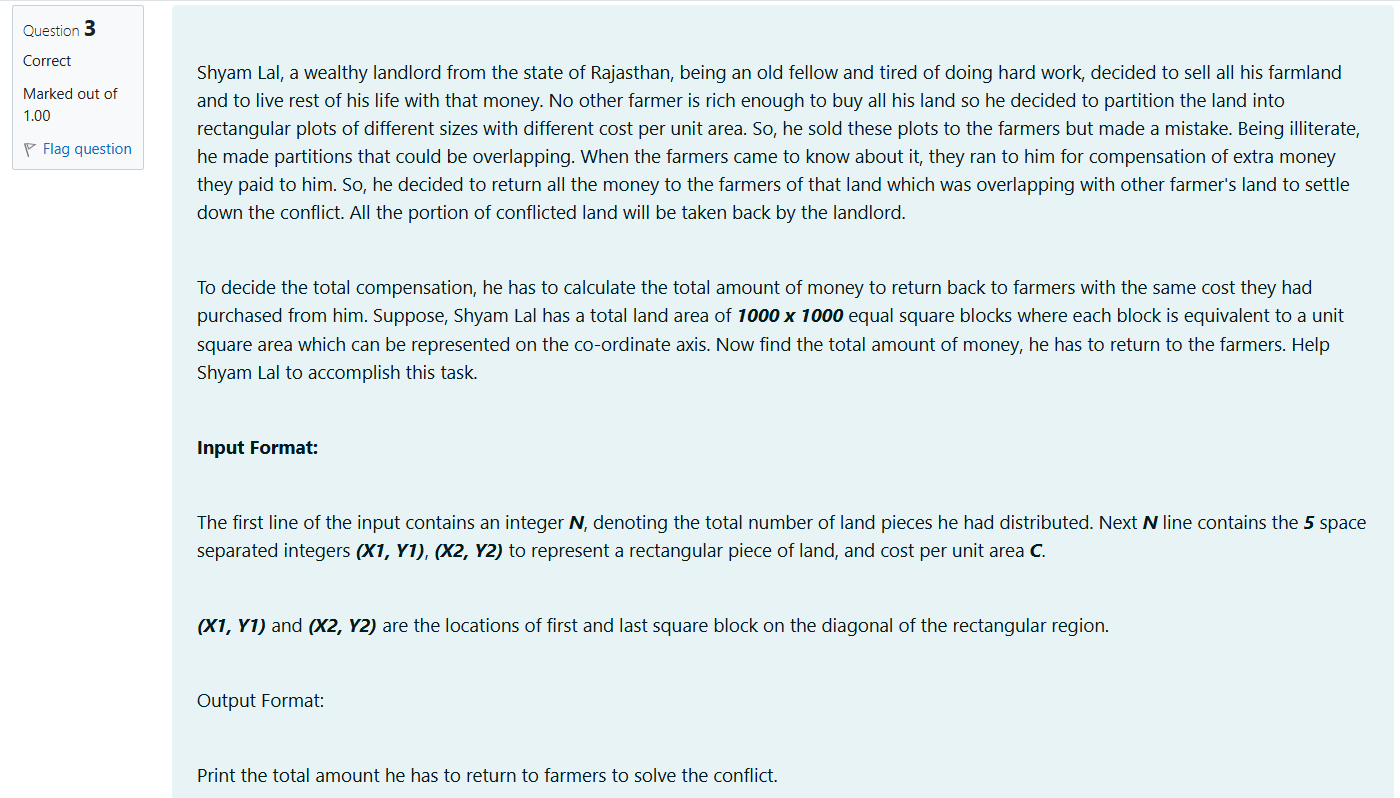 Question 3
Correct
Marked out of
1.00
Flag question
Shyam Lal, a wealthy landlord from the state of Rajasthan, being an old fellow and tired of doing hard work, decided to sell all his farmland
and to live rest of his life with that money. No other farmer is rich enough to buy all his land so he decided to partition the land into
rectangular plots of different sizes with different cost per unit area. So, he sold these plots to the farmers but made a mistake. Being illiterate,
he made partitions that could be overlapping. When the farmers came to know about it, they ran to him for compensation of extra money
they paid to him. So, he decided to return all the money to the farmers of that land which was overlapping with other farmer's land to settle
down the conflict. All the portion of conflicted land will be taken back by the landlord.
To decide the total compensation, he has to calculate the total amount of money to return back to farmers with the same cost they had
purchased from him. Suppose, Shyam Lal has a total land area of 1000 x 1000 equal square blocks where each block is equivalent to a unit
square area which can be represented on the co-ordinate axis. Now find the total amount of money, he has to return to the farmers. Help
Shyam Lal to accomplish this task.
Input Format:
The first line of the input contains an integer N, denoting the total number of land pieces he had distributed. Next N line contains the 5 space
separated integers (X1, Y1), (X2, Y2) to represent a rectangular piece of land, and cost per unit area C.
(X1, Y1) and (X2, Y2) are the locations of first and last square block on the diagonal of the rectangular region.
Output Format:
Print the total amount he has to return to farmers to solve the conflict.